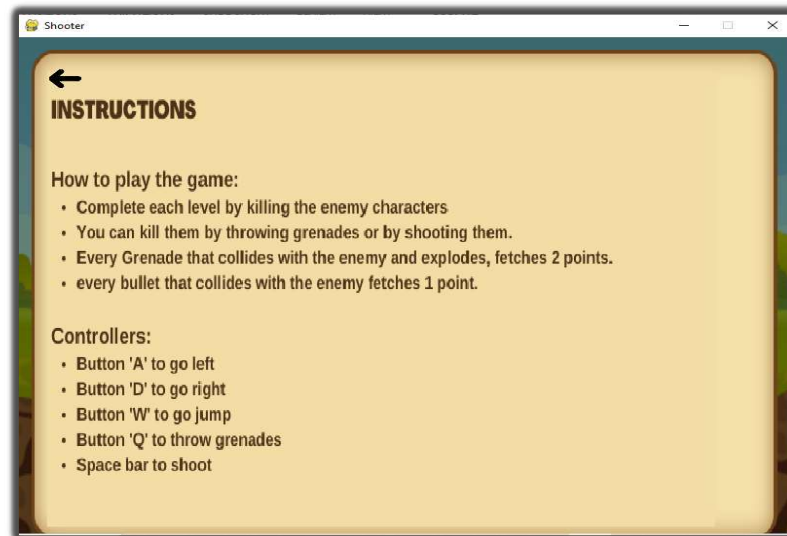 Shooter
INSTRUCTIONS
How to play the game:
• Complete each level by killing the enemy characters
• You can kill them by throwing grenades or by shooting them.
• Every Grenade that collides with the enemy and explodes, fetches 2 points.
• every bullet that collides with the enemy fetches 1 point.
Controllers:
• Button 'A' to go left
• Button 'D' to go right
• Button 'W' to go jump
• Button 'Q' to throw grenades
• Space bar to shoot